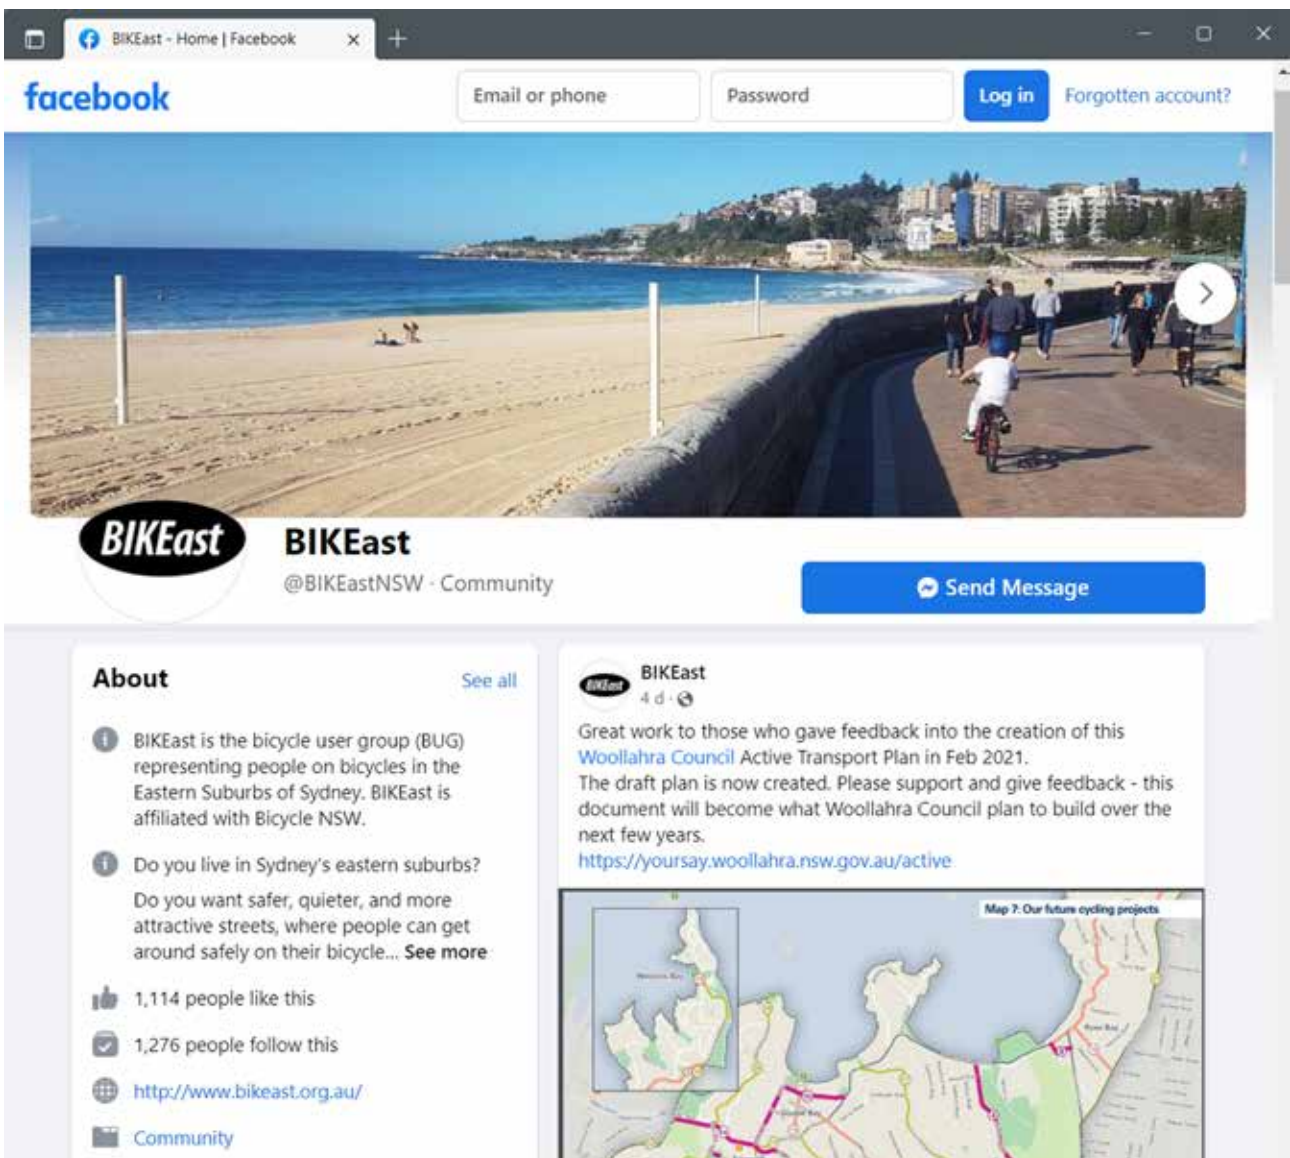 BIKEast - Home | Facebook
facebook
Email or phone
Password
Log in
Forgotten account?
BIKEast
BIKEast
@BIKEastNSW · Community
Send Message
About
See all
BIKEast is the bicycle user group (BUG)
representing people on bicycles in the
Eastern Suburbs of Sydney. BIKEast is
affiliated with Bicycle NSW.
Do you live in Sydney's eastern suburbs?
Do you want safer, quieter, and more
attractive streets, where people can get
around safely on their bicycle... See more
1,114 people like this
1,276 people follow this
http://www.bikeast.org.au/
Community
BIKEast
BIKEast
4 d ·
Great work to those who gave feedback into the creation of this
Woollahra Council Active Transport Plan in Feb 2021.
The draft plan is now created. Please support and give feedback - this
document will become what Woollahra Council plan to build over the
next few years.
https://yoursay.woollahra.nsw.gov.au/active
Map 7: Our future cycling projects